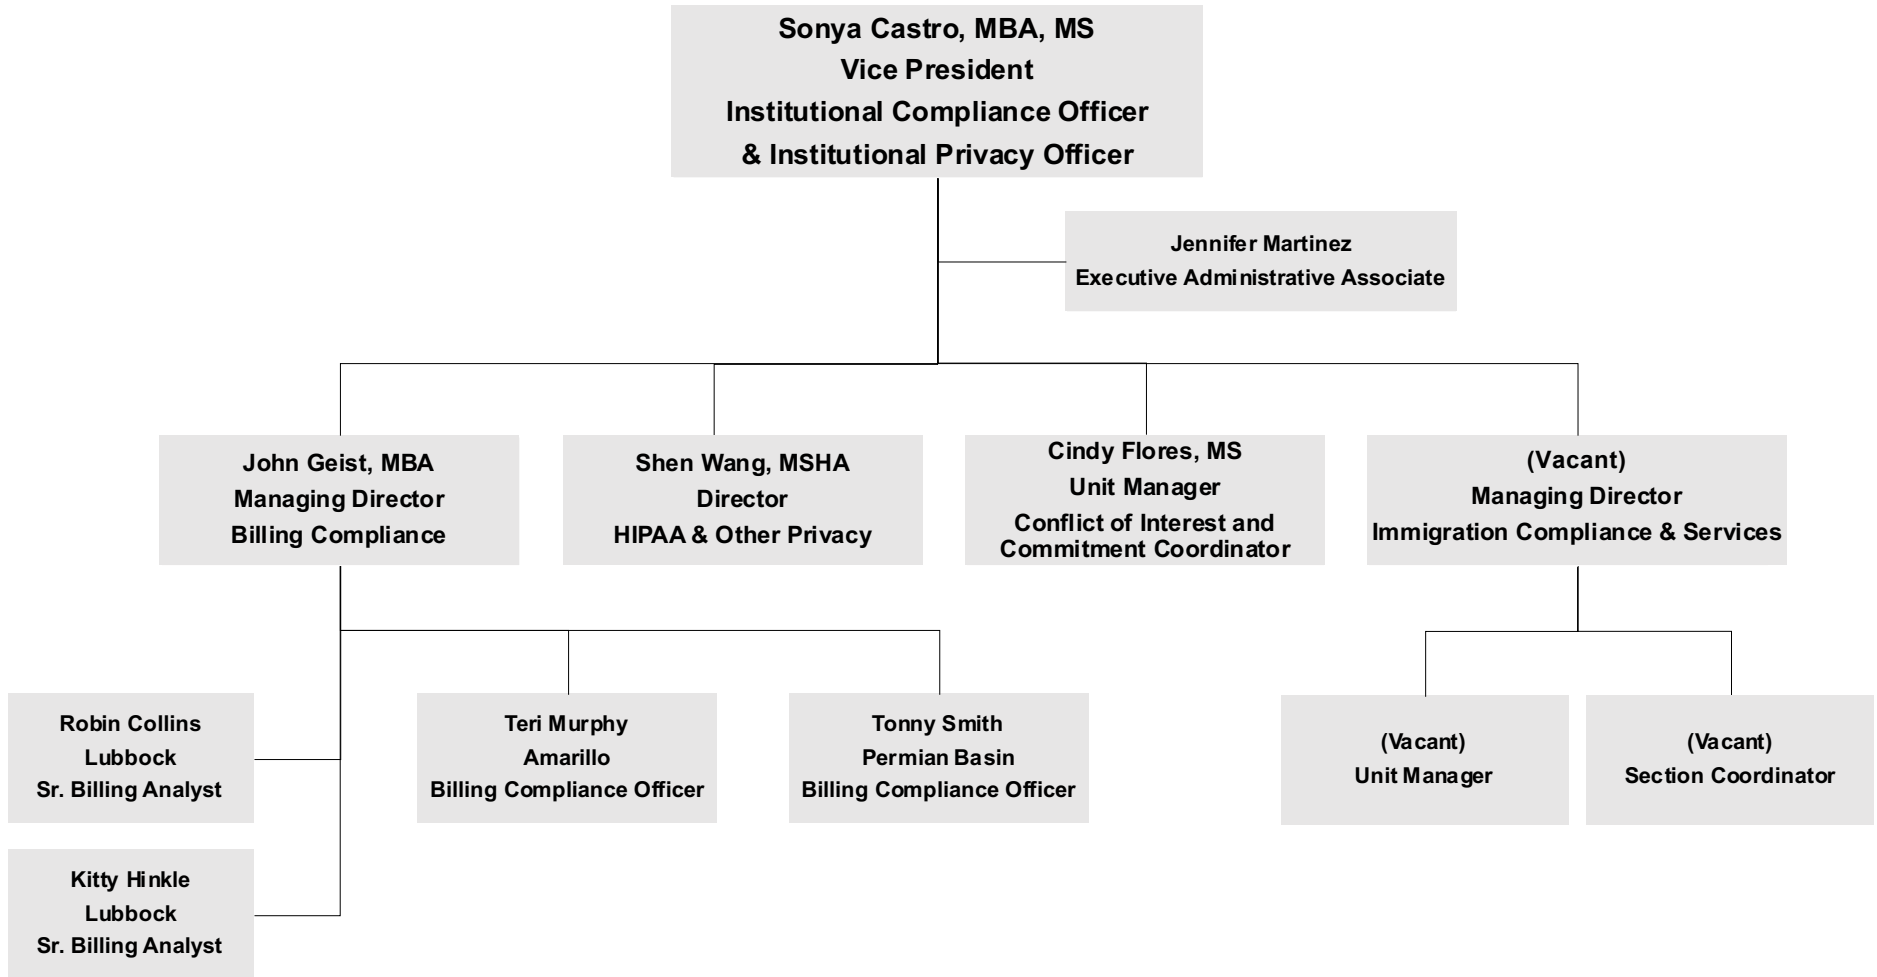 Sonya Castro, MBA, MS
Vice President
Institutional Compliance Officer
& Institutional Privacy Officer
Jennifer Martinez
Executive Administrative Associate
John Geist, MBA
Managing Director
Billing Compliance
Shen Wang, MSHA
Director
HIPAA & Other Privacy
Cindy Flores, MS
Unit Manager
Conflict of Interest and
Commitment Coordinator
(Vacant)
Managing Director
Immigration Compliance & Services
Robin Collins
Lubbock
Sr. Billing Analyst
Teri Murphy
Amarillo
Billing Compliance Officer
Tonny Smith
Permian Basin
Billing Compliance Officer
(Vacant)
Unit Manager
(Vacant)
Section Coordinator
Kitty Hinkle
Lubbock
Sr. Billing Analyst